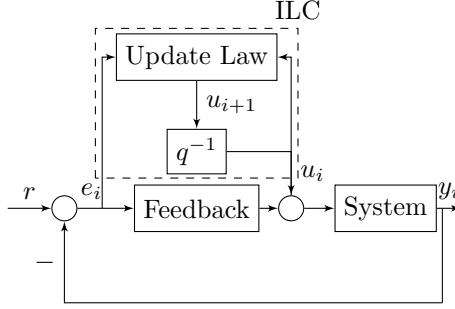 ILC
Update Law
u_{i+1}
q^{-1}
r
e_i
Feedback
u_i
System
y_i
−